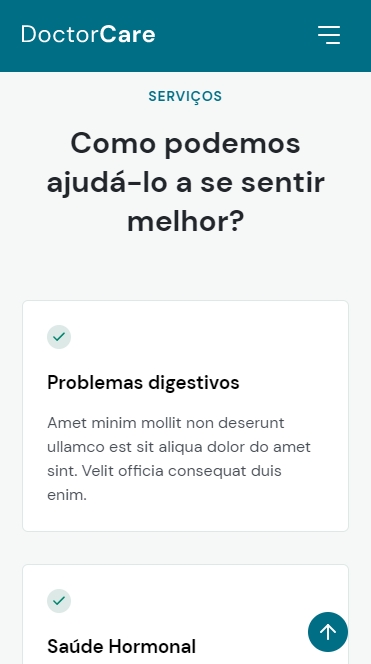 DoctorCare
SERVIÇOS
Como podemos
ajudá-lo a se sentir
melhor?
Problemas digestivos
Amet minim mollit non deserunt
ullamco est sit aliqua dolor do amet
sint. Velit officia consequat duis
enim.
Saúde Hormonal